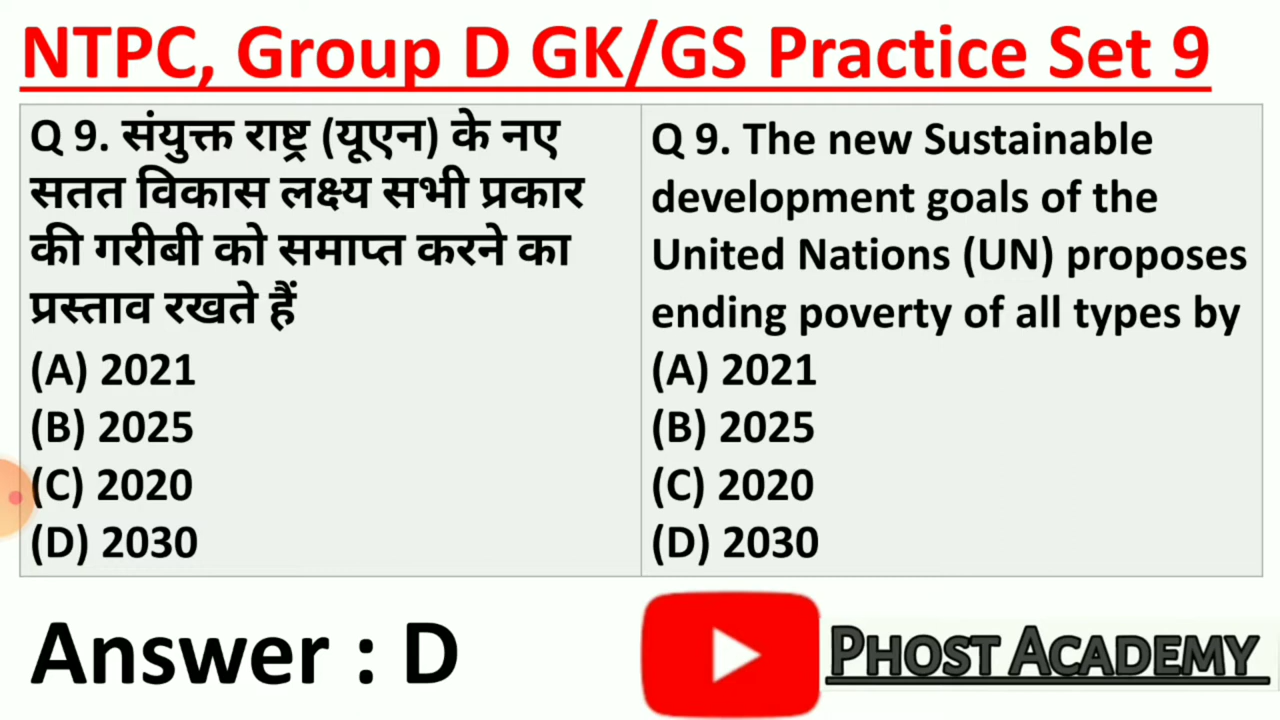 NTPC, Group D GK/GS Practice Set 9
Q 9. संयुक्त राष्ट्र (यूएन) के नए
सतत विकास लक्ष्य सभी प्रकार
की गरीबी को समाप्त करने का
प्रस्ताव रखते हैं
(A) 2021
(B) 2025
(C) 2020
(D) 2030
Q 9. The new Sustainable
development goals of the
United Nations (UN) proposes
ending poverty of all types by
(A) 2021
(B) 2025
(C) 2020
(D) 2030
Answer : D
PHOST ACADEMY